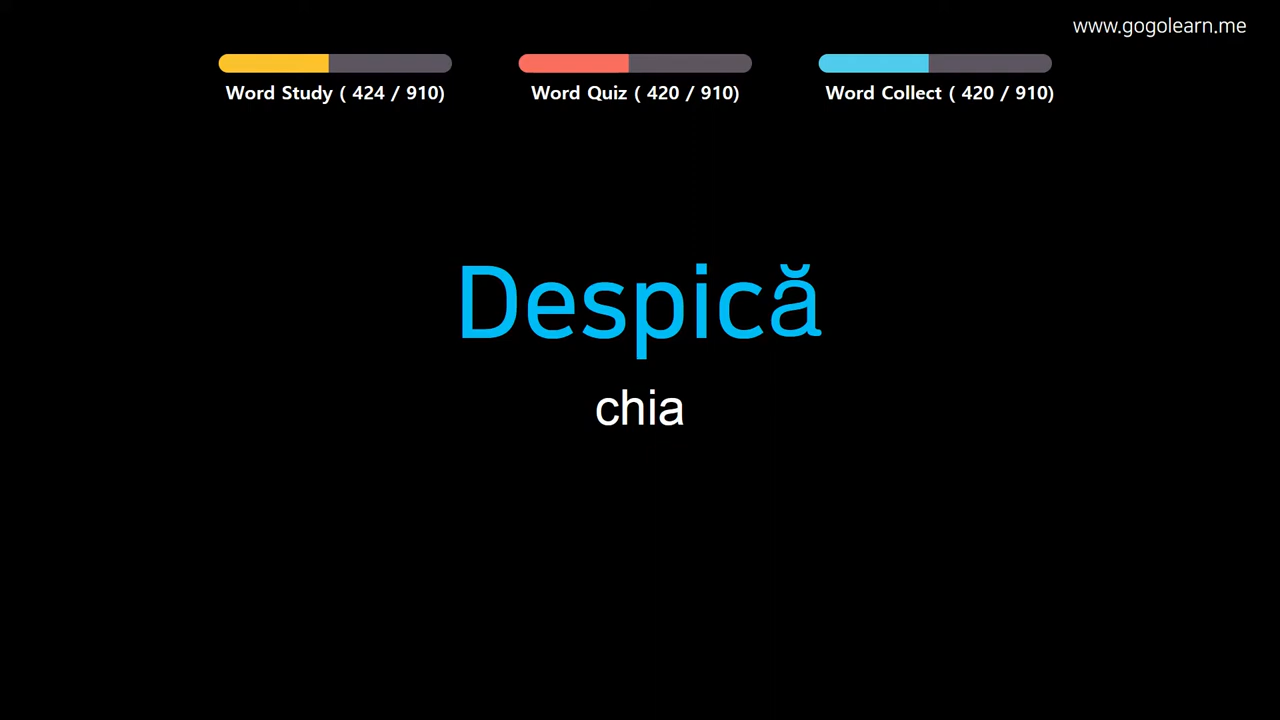 www.gogolearn.me
Word Study ( 424 / 910)
Word Quiz ( 420 / 910)
Word Collect ( 420 / 910)
Despică
chia